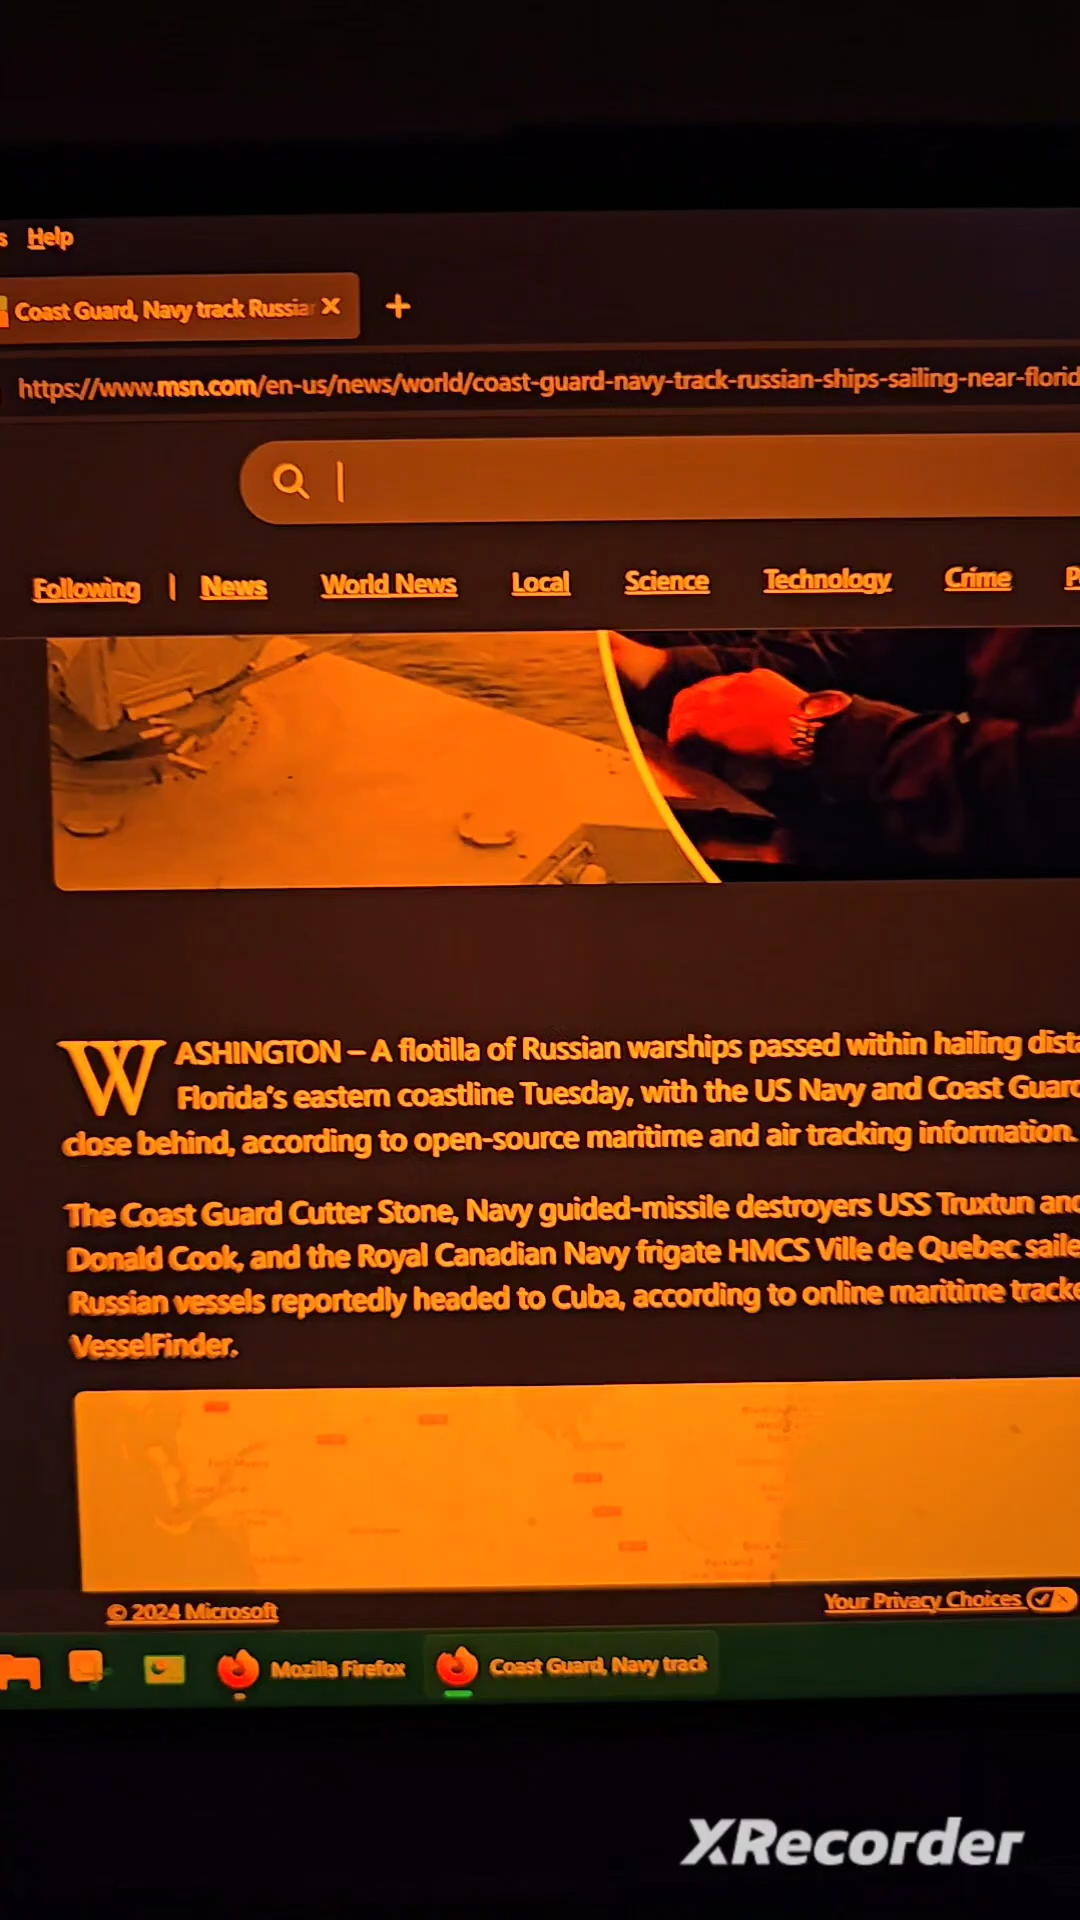 s Help
Coast Guard, Navy track Russia
https://www.msn.com/en-us/news/world/coast-guard-navy-track-russian-ships-sailing-near-florid
Following | News World News Local Science Technology Crime
WASHINGTON – A flotilla of Russian warships passed within hailing dista
Florida's eastern coastline Tuesday, with the US Navy and Coast Guard
close behind, according to open-source maritime and air tracking information.
The Coast Guard Cutter Stone, Navy guided-missile destroyers USS Truxtun and
Donald Cook, and the Royal Canadian Navy frigate HMCS Ville de Quebec saile
Russian vessels reportedly headed to Cuba, according to online maritime tracke
VesselFinder.
© 2024 Microsoft Your Privacy Choices
Mozilla Firefox Coast Guard, Navy track
XRecorder